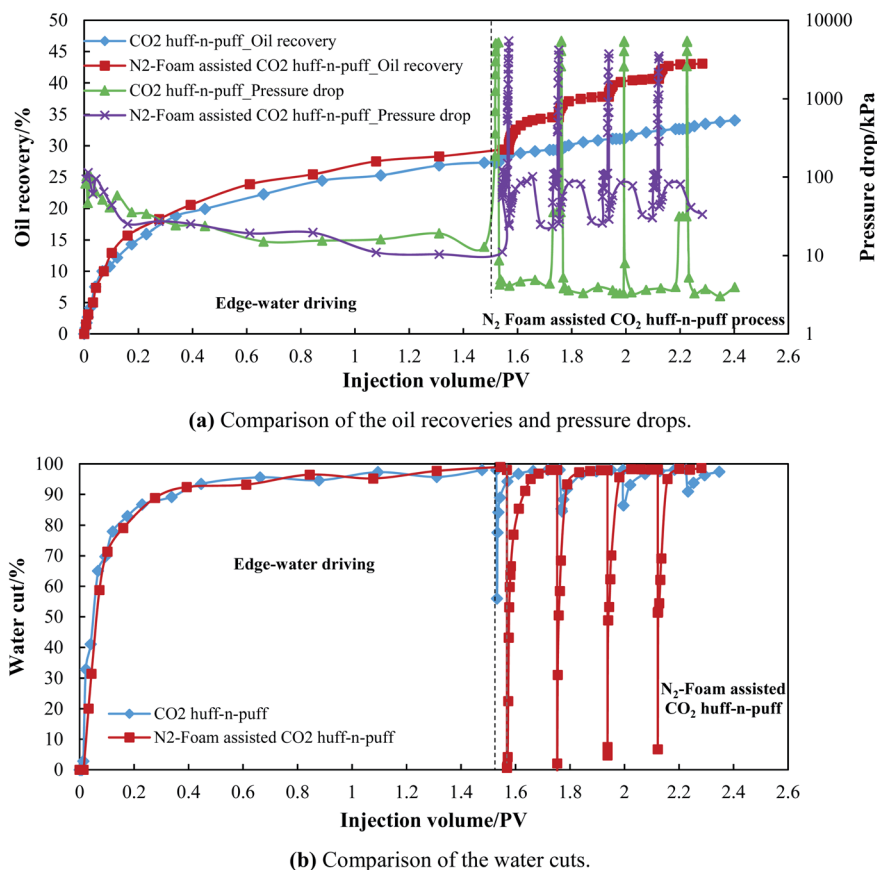 50
45
40
35
30
25
20
15
10
5
0
Oil recovery/%
CO2 huff-n-puff_Oil recovery
N2-Foam assisted CO2 huff-n-puff_Oil recovery
CO2 huff-n-puff_Pressure drop
N2-Foam assisted CO2 huff-n-puff_Pressure drop
10000
1000
100
10
1
Pressure drop/kPa
Edge-water driving
N2 Foam assisted CO2 huff-n-puff process
0 0.2 0.4 0.6 0.8 1 1.2 1.4 1.6 1.8 2 2.2 2.4 2.6
Injection volume/PV
(a) Comparison of the oil recoveries and pressure drops.
100
90
80
70
60
50
40
30
20
10
0
Water cut/%
Edge-water driving
N2-Foam assisted
CO2 huff-n-puff
CO2 huff-n-puff
N2-Foam assisted CO2 huff-n-puff
0 0.2 0.4 0.6 0.8 1 1.2 1.4 1.6 1.8 2 2.2 2.4 2.6
Injection volume/PV
(b) Comparison of the water cuts.